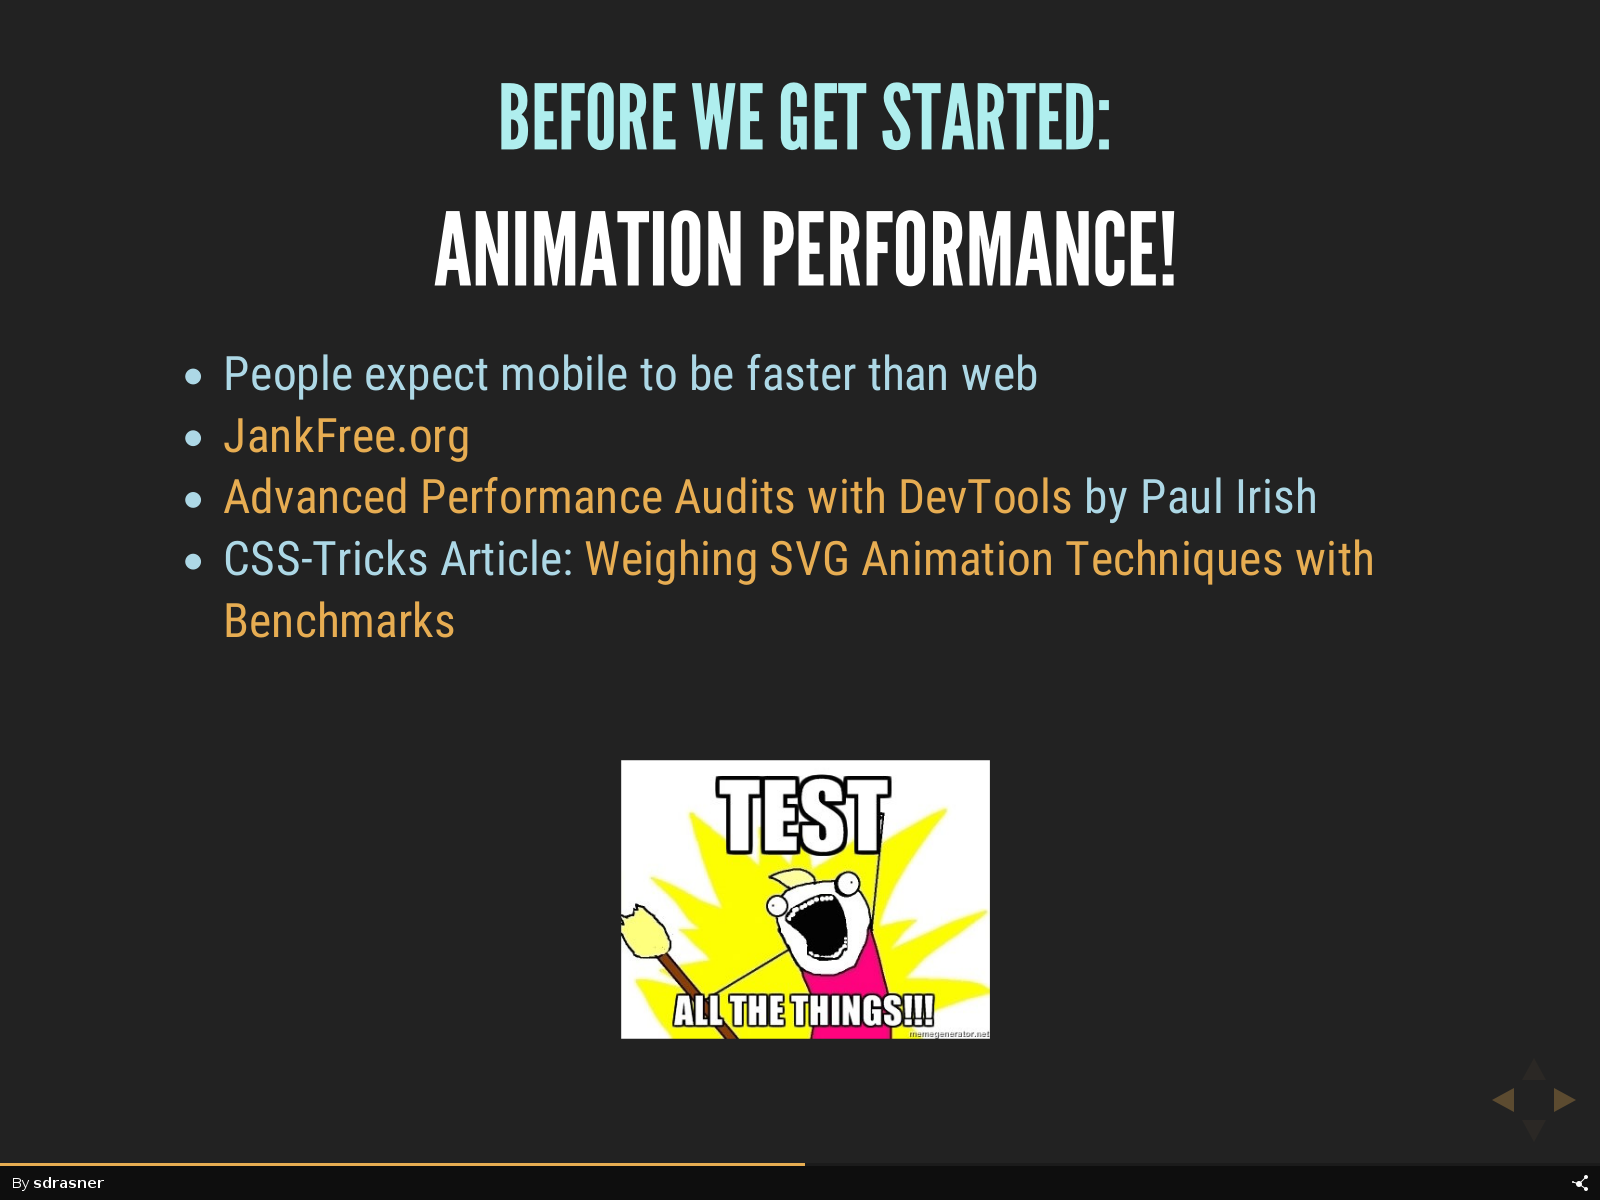 BEFORE WE GET STARTED:
ANIMATION PERFORMANCE!
People expect mobile to be faster than web
JankFree.org
Advanced Performance Audits with DevTools by Paul Irish
CSS-Tricks Article: Weighing SVG Animation Techniques with
Benchmarks
TEST
ALL THE THINGS!!!
memegenerator.net
By sdrasner